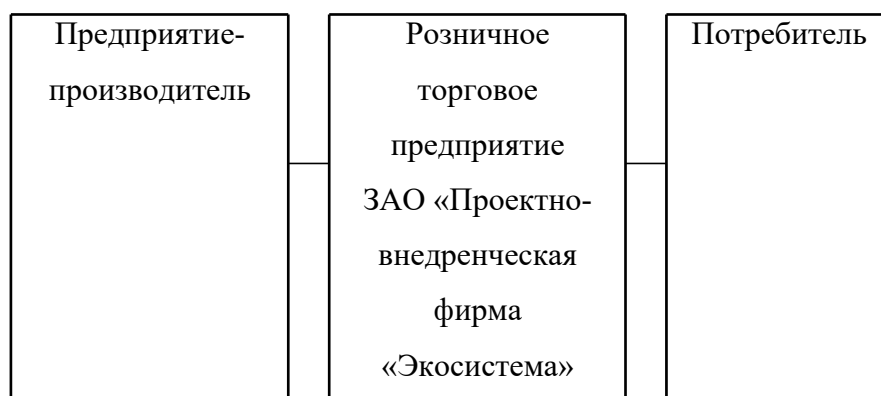 Предприятие-
производитель
Розничное
торговое
предприятие
ЗАО «Проектно-
внедренческая
фирма
«Экосистема»
Потребитель